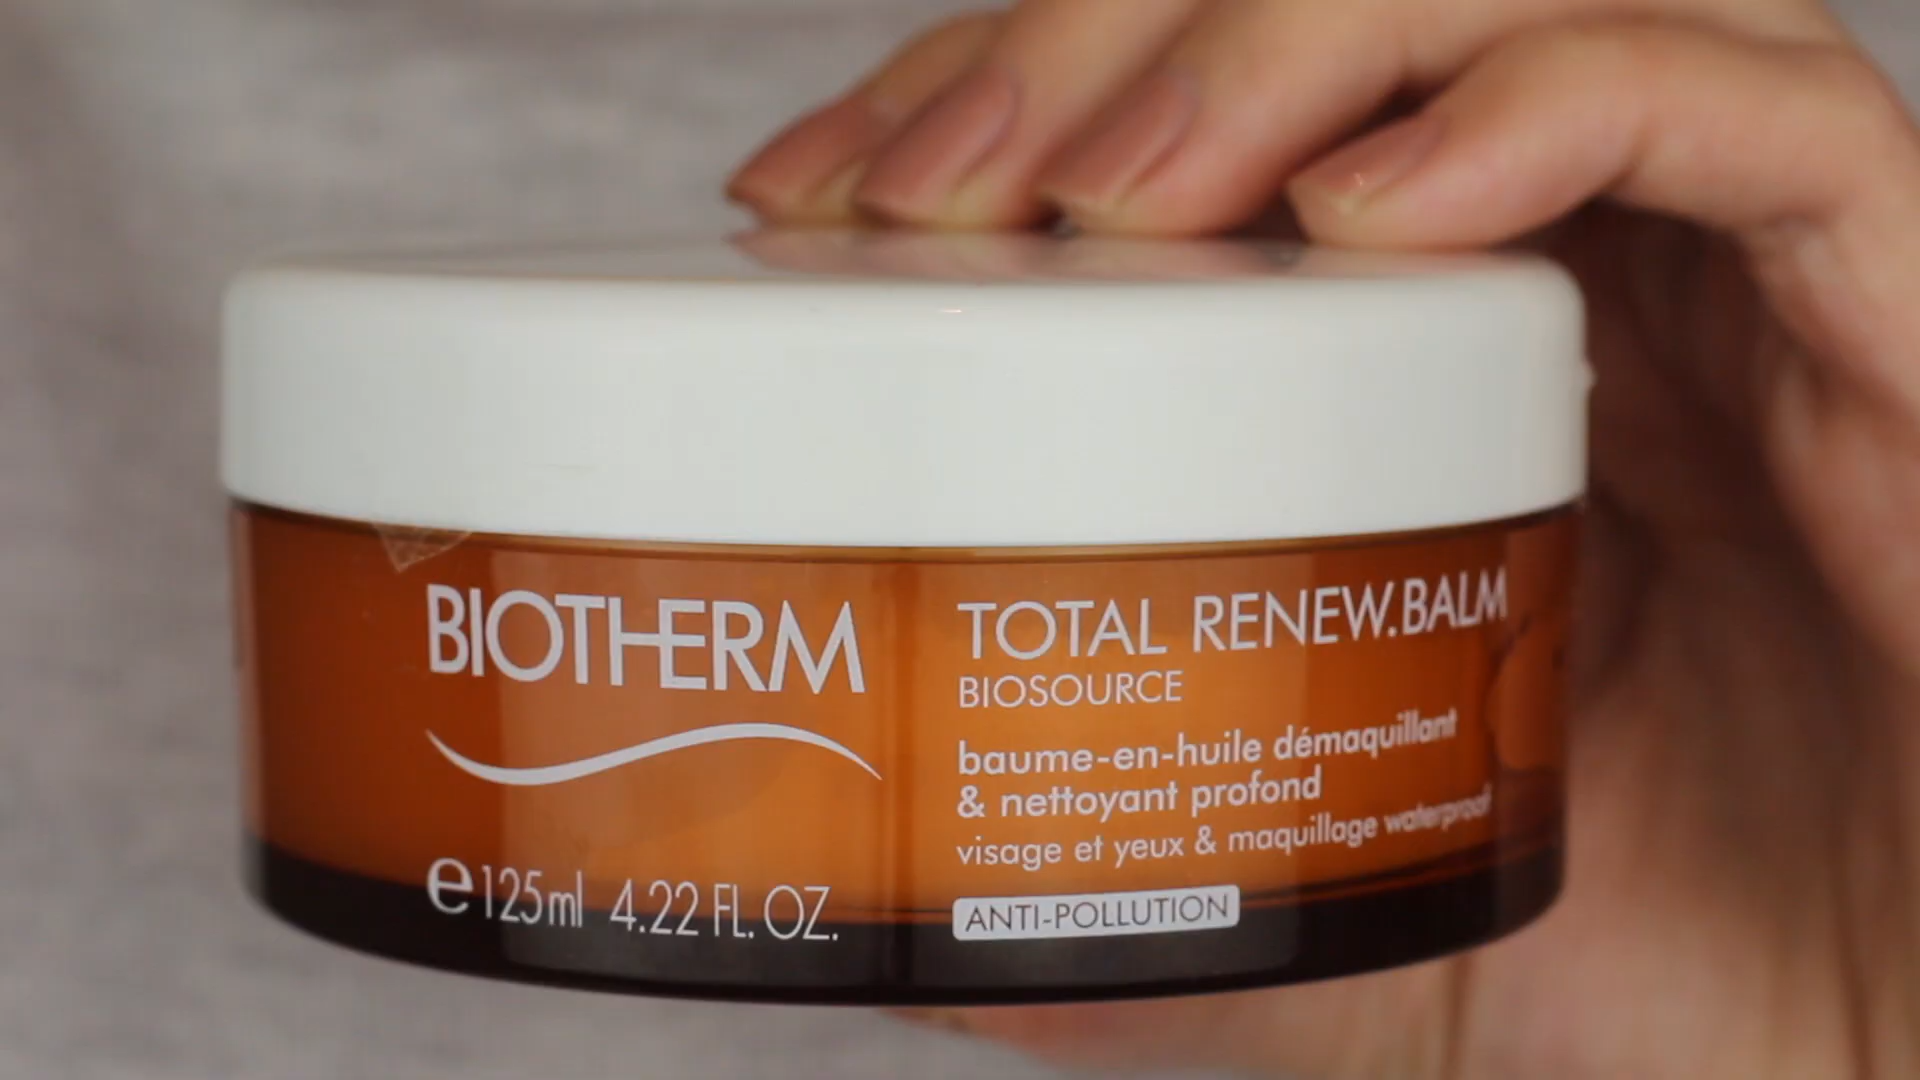 BIOTHERM
e 125ml 4.22 FL. OZ.
TOTAL RENEW.BALM
BIOSOURCE
baume-en-huile démaquillant
& nettoyant profond
visage et yeux & maquillage waterproof
ANTI-POLLUTION